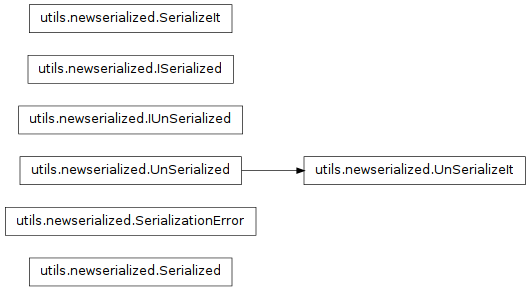 utils.newserialized.SerializeIt
utils.newserialized.ISerialized
utils.newserialized.IUnSerialized
utils.newserialized.UnSerialized
utils.newserialized.UnSerializeIt
utils.newserialized.SerializationError
utils.newserialized.Serialized